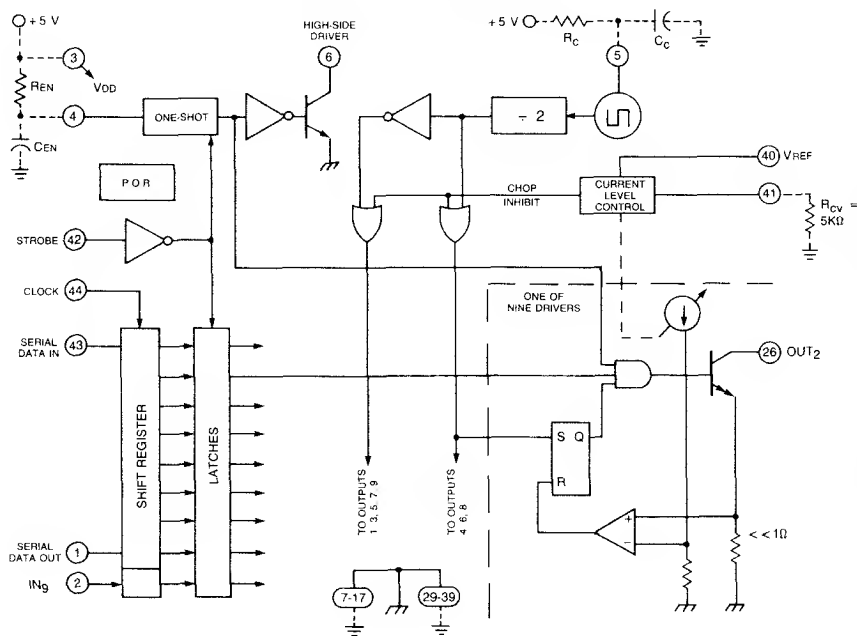 +5 V
3
VDD
REN
4
CEN
ONE-SHOT
HIGH-SIDE
DRIVER
6
+5 V
RC
CC
5
÷ 2
POR
STROBE 42
CLOCK 44
SERIAL
DATA IN
43
SHIFT REGISTER
LATCHES
SERIAL
DATA OUT
1
IN9 2
CHOP
INHIBIT
CURRENT
LEVEL
CONTROL
40 VREF
41
RCV =
5KΩ
ONE OF
NINE DRIVERS
26 OUT2
S Q
R
+
−
<<1Ω
TO OUTPUTS
1 3, 5, 7, 9
TO OUTPUTS
4, 6, 8
7-17
29-39